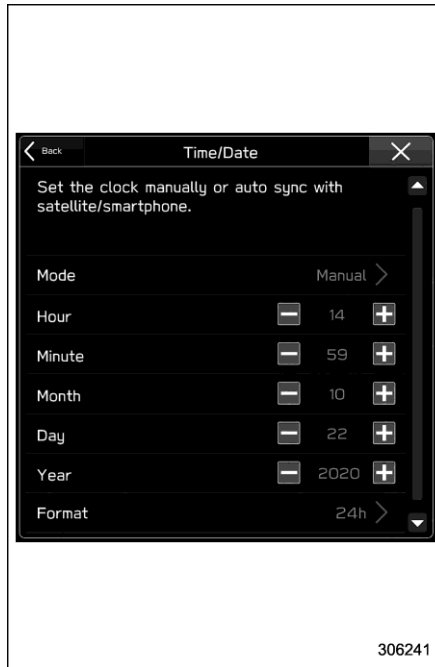 Back
Time/Date
Set the clock manually or auto sync with
satellite/smartphone.
Mode Manual
Hour 14
Minute 59
Month 10
Day 22
Year 2020
Format 24h
306241